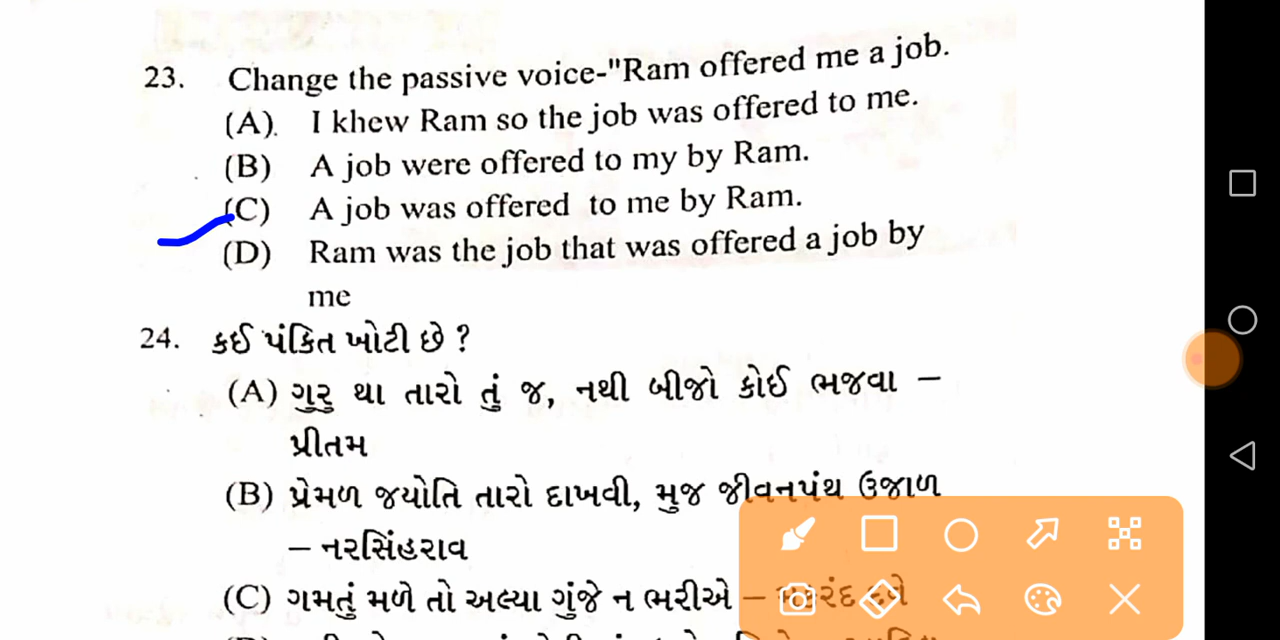 23. Change the passive voice-"Ram offered me a job.
(A). I khew Ram so the job was offered to me.
(B) A job were offered to my by Ram.
(C) A job was offered to me by Ram.
(D) Ram was the job that was offered a job by
me
24. કઈ પંકિત ખોટી છે ?
(A) ગુરુ થા તારો તું જ, નથી બીજો કોઈ ભજવા –
પ્રીતમ
(B) પ્રેમળ જયોતિ તારો દાખવી, મુજ જીવનપંથ ઉજાળ
– નરસિંહરાવ
(C) ગમતું મળે તો અલ્યા ગુંજે ન ભરીએ –